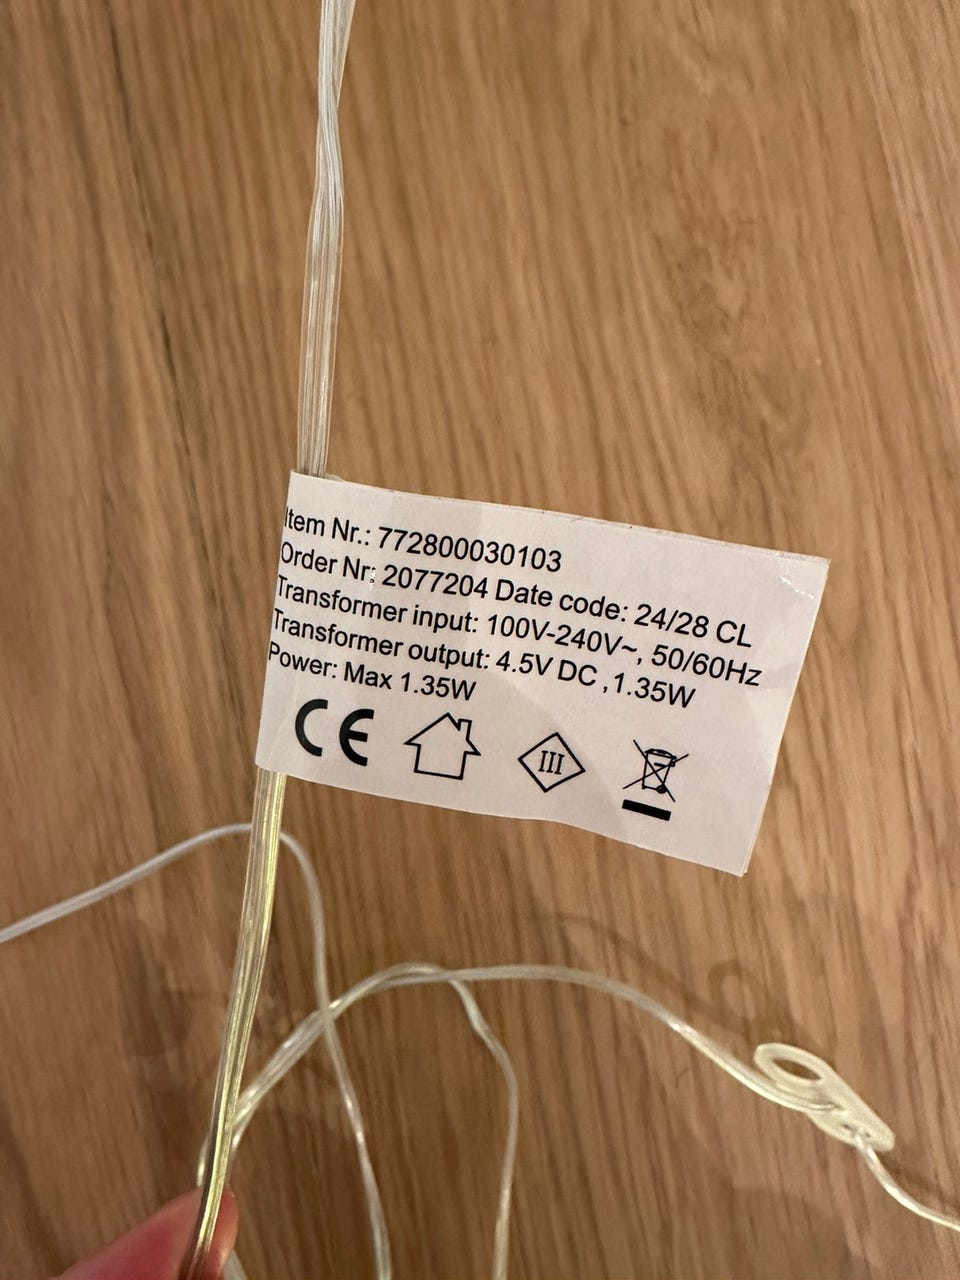 Item Nr.: 772800030103
Order Nr: 2077204 Date code: 24/28 CL
Transformer input: 100V-240V~, 50/60Hz
Transformer output: 4.5V DC ,1.35W
Power: Max 1.35W
CE
III